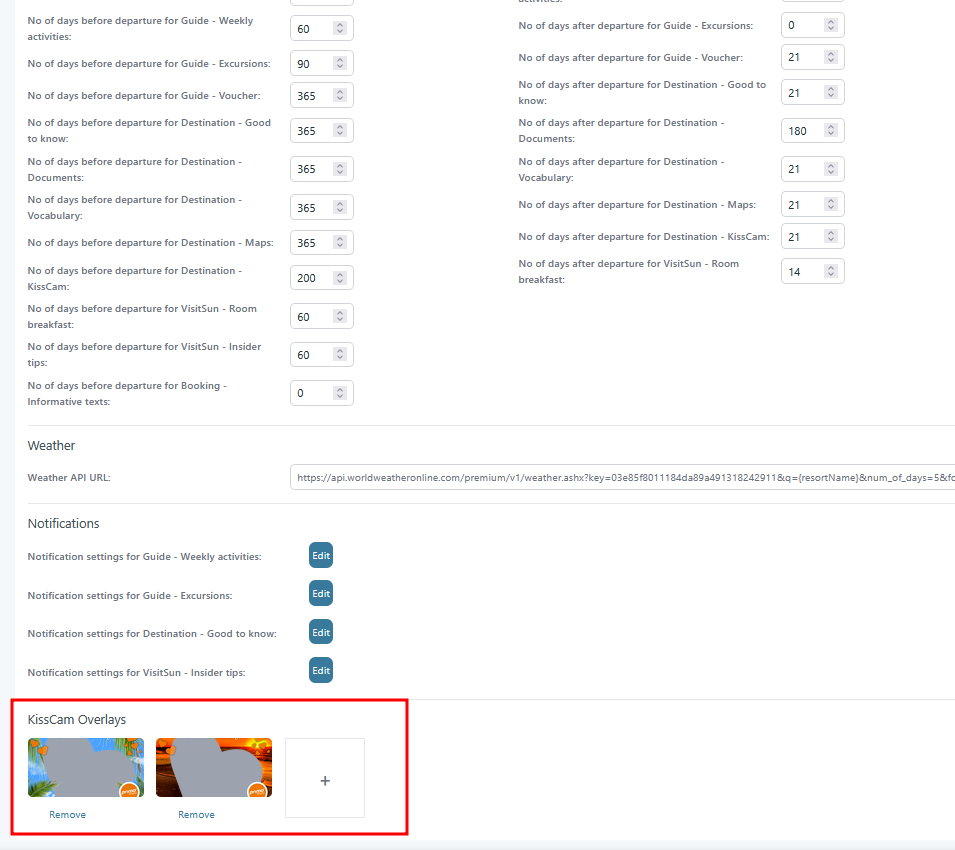 activities:
No of days before departure for Guide - Weekly
activities:
60
No of days before departure for Guide - Excursions:
90
No of days before departure for Guide - Voucher:
365
No of days before departure for Destination - Good
to know:
365
No of days before departure for Destination -
Documents:
365
No of days before departure for Destination -
Vocabulary:
365
No of days before departure for Destination - Maps:
365
No of days before departure for Destination -
KissCam:
200
No of days before departure for VisitSun - Room
breakfast:
60
No of days before departure for VisitSun - Insider
tips:
60
No of days before departure for Booking -
Informative texts:
0
No of days after departure for Guide - Excursions:
0
No of days after departure for Guide - Voucher:
21
No of days after departure for Destination - Good to
know:
21
No of days after departure for Destination -
Documents:
180
No of days after departure for Destination -
Vocabulary:
21
No of days after departure for Destination - Maps:
21
No of days after departure for Destination - KissCam:
21
No of days after departure for VisitSun - Room
breakfast:
14
Weather
Weather API URL:
https://api.worldweatheronline.com/premium/v1/weather.ashx?key=03e85f8011184da89a491318242911&q={resortName}&num_of_days=5&fo
Notifications
Notification settings for Guide - Weekly activities:
Edit
Notification settings for Guide - Excursions:
Edit
Notification settings for Destination - Good to know:
Edit
Notification settings for VisitSun - Insider tips:
Edit
KissCam Overlays
+
Remove
Remove